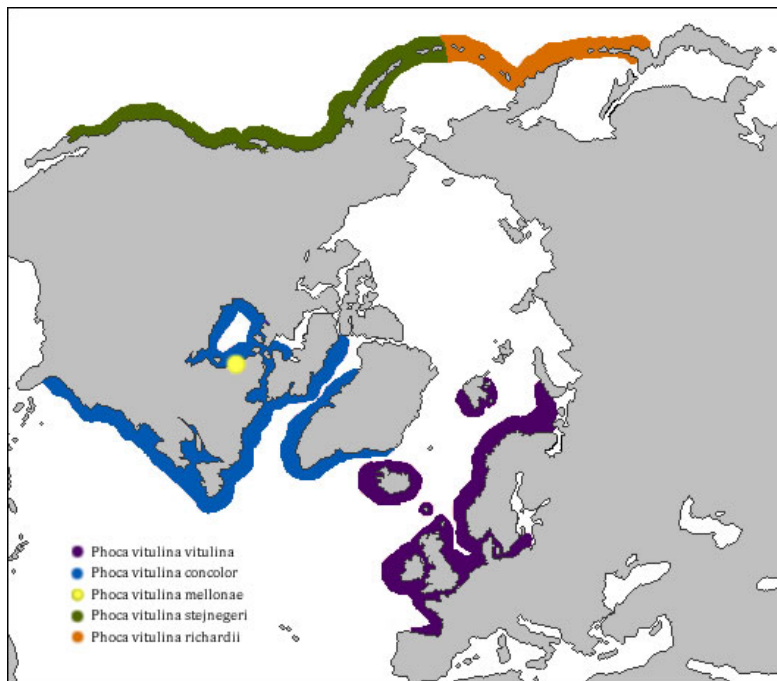 Phoca vitulina vitulina
Phoca vitulina concolor
Phoca vitulina mellonae
Phoca vitulina stejnegeri
Phoca vitulina richardii